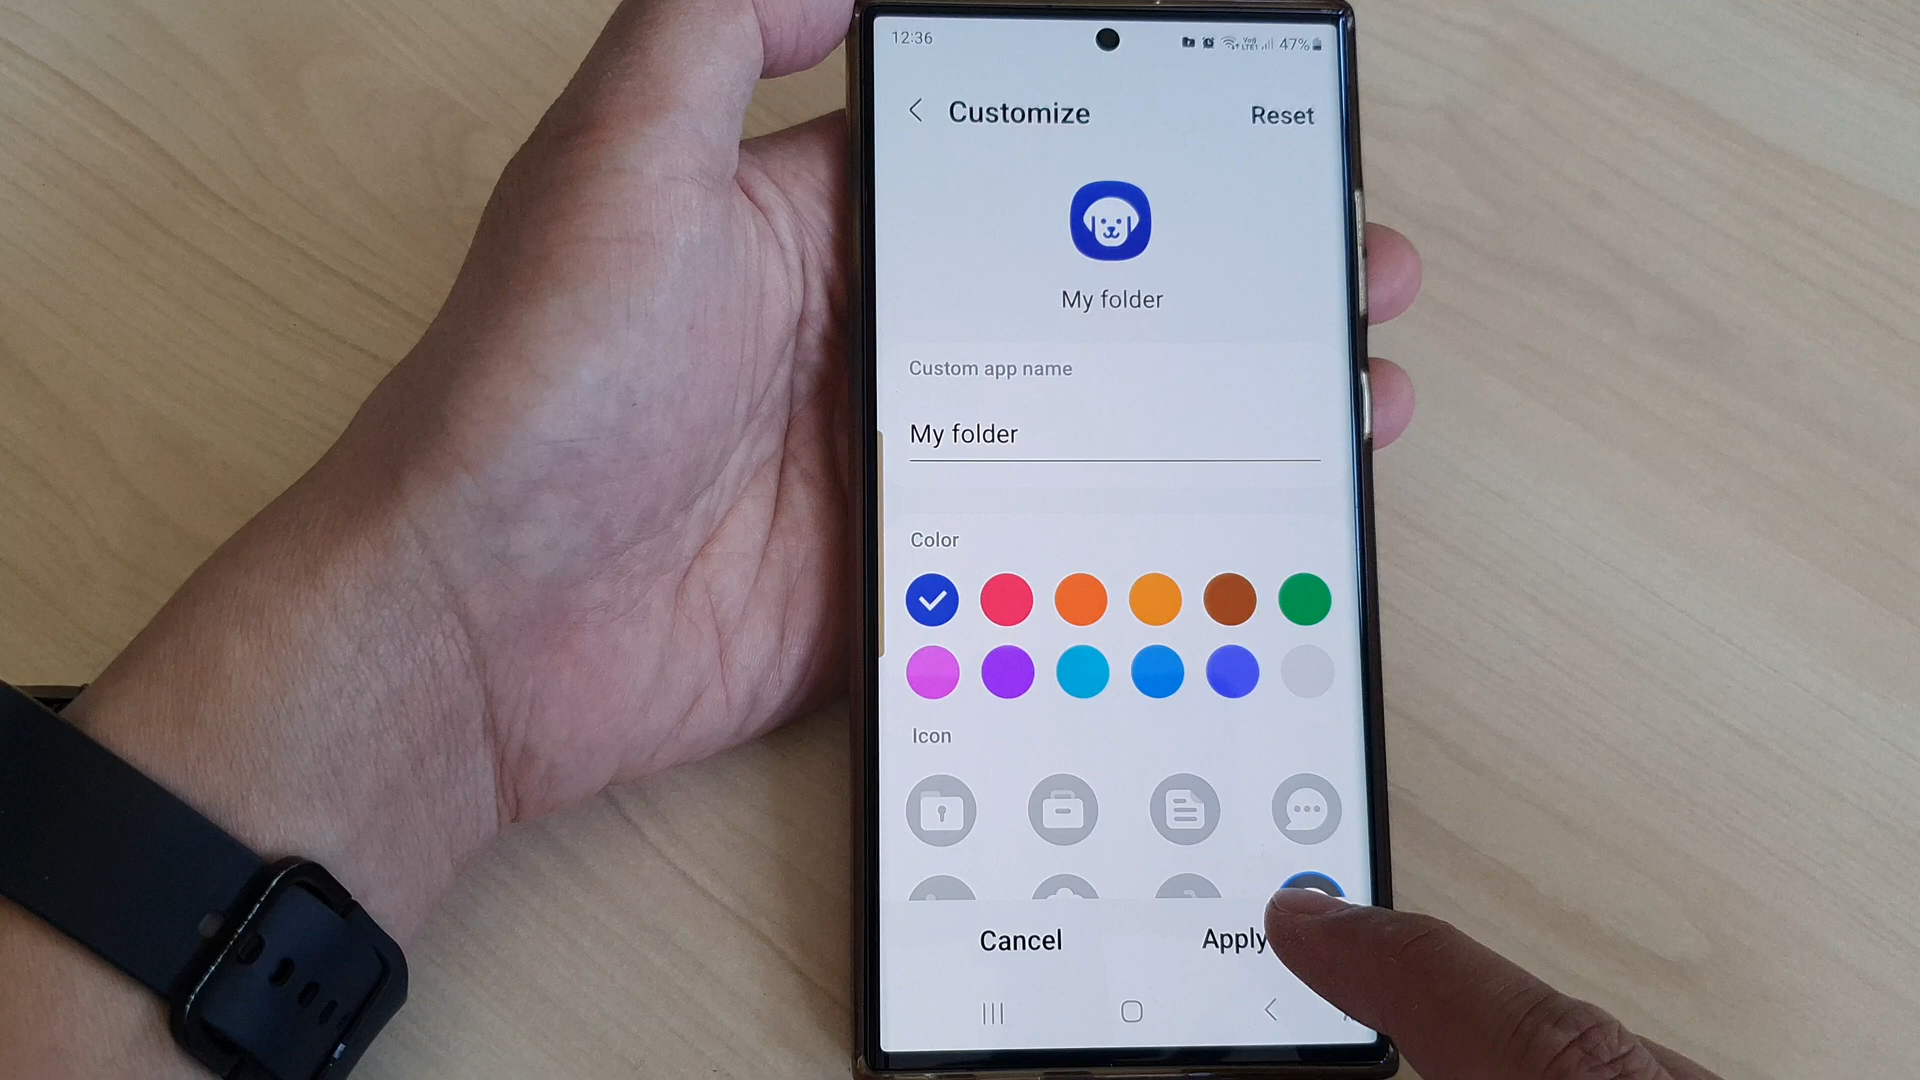 12:36
47%
Customize
Reset
My folder
Custom app name
My folder
Color
Icon
Cancel
Apply